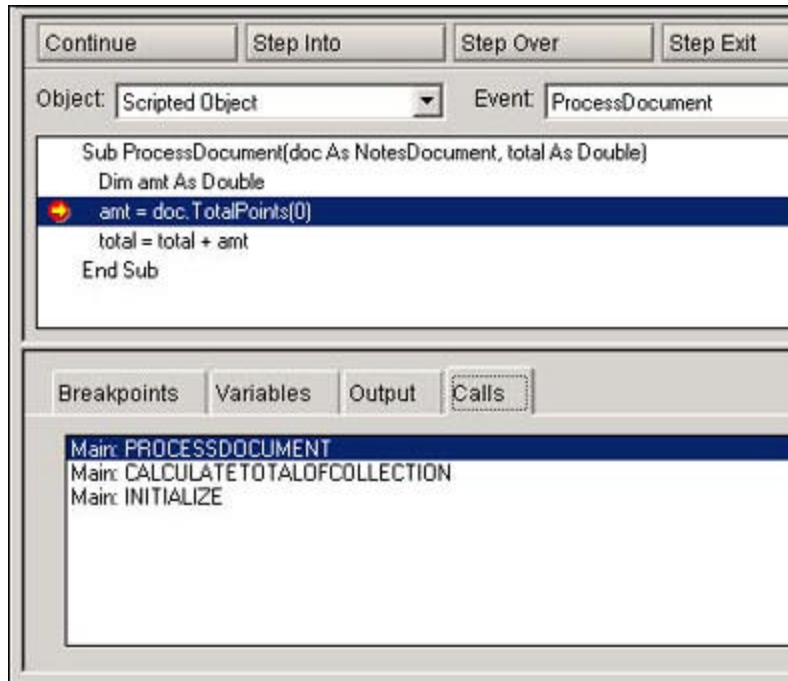 Continue Step Into Step Over Step Exit
Object: Scripted Object Event: ProcessDocument
Sub ProcessDocument(doc As NotesDocument, total As Double)
Dim amt As Double
amt = doc.TotalPoints(0)
total = total + amt
End Sub
Breakpoints Variables Output Calls
Main: PROCESSDOCUMENT
Main: CALCULATETOTALOFCOLLECTION
Main: INITIALIZE